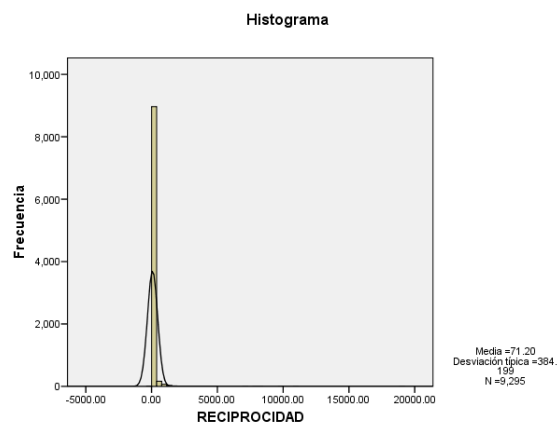 Histograma
10,000
8,000
6,000
4,000
2,000
0
Frecuencia
-5000.00 0.00 5000.00 10000.00 15000.00 20000.00
RECIPROCIDAD
Media =71.20
Desviación típica =384.
199
N =9,295